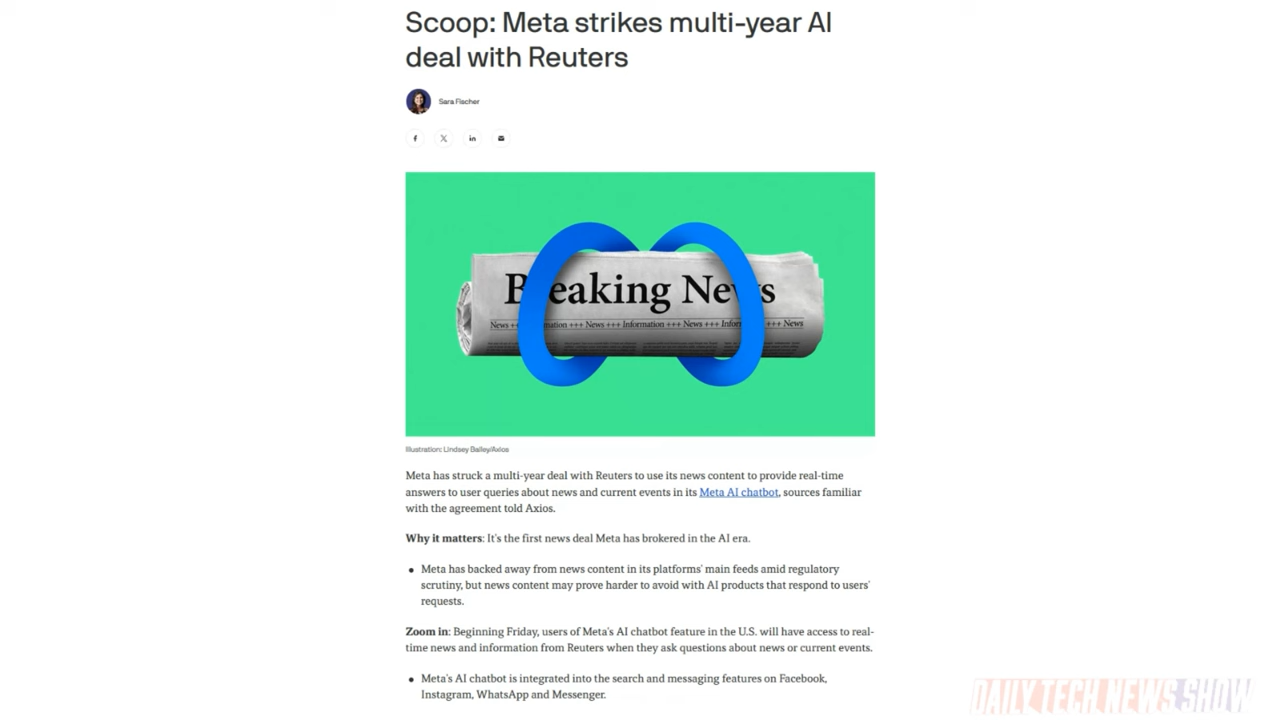 Scoop: Meta strikes multi-year AI
deal with Reuters
Sara Fischer
Breaking News
News +++ Information +++ News +++ Information +++ News +++ Information +++ News
Illustration: Lindsey Bailey/Axios
Meta has struck a multi-year deal with Reuters to use its news content to provide real-time
answers to user queries about news and current events in its Meta AI chatbot, sources familiar
with the agreement told Axios.
Why it matters: It's the first news deal Meta has brokered in the AI era.
• Meta has backed away from news content in its platforms' main feeds amid regulatory
scrutiny, but news content may prove harder to avoid with AI products that respond to users'
requests.
Zoom in: Beginning Friday, users of Meta's AI chatbot feature in the U.S. will have access to real-
time news and information from Reuters when they ask questions about news or current events.
• Meta's AI chatbot is integrated into the search and messaging features on Facebook,
Instagram, WhatsApp and Messenger.
DAILY TECH NEWS SHOW